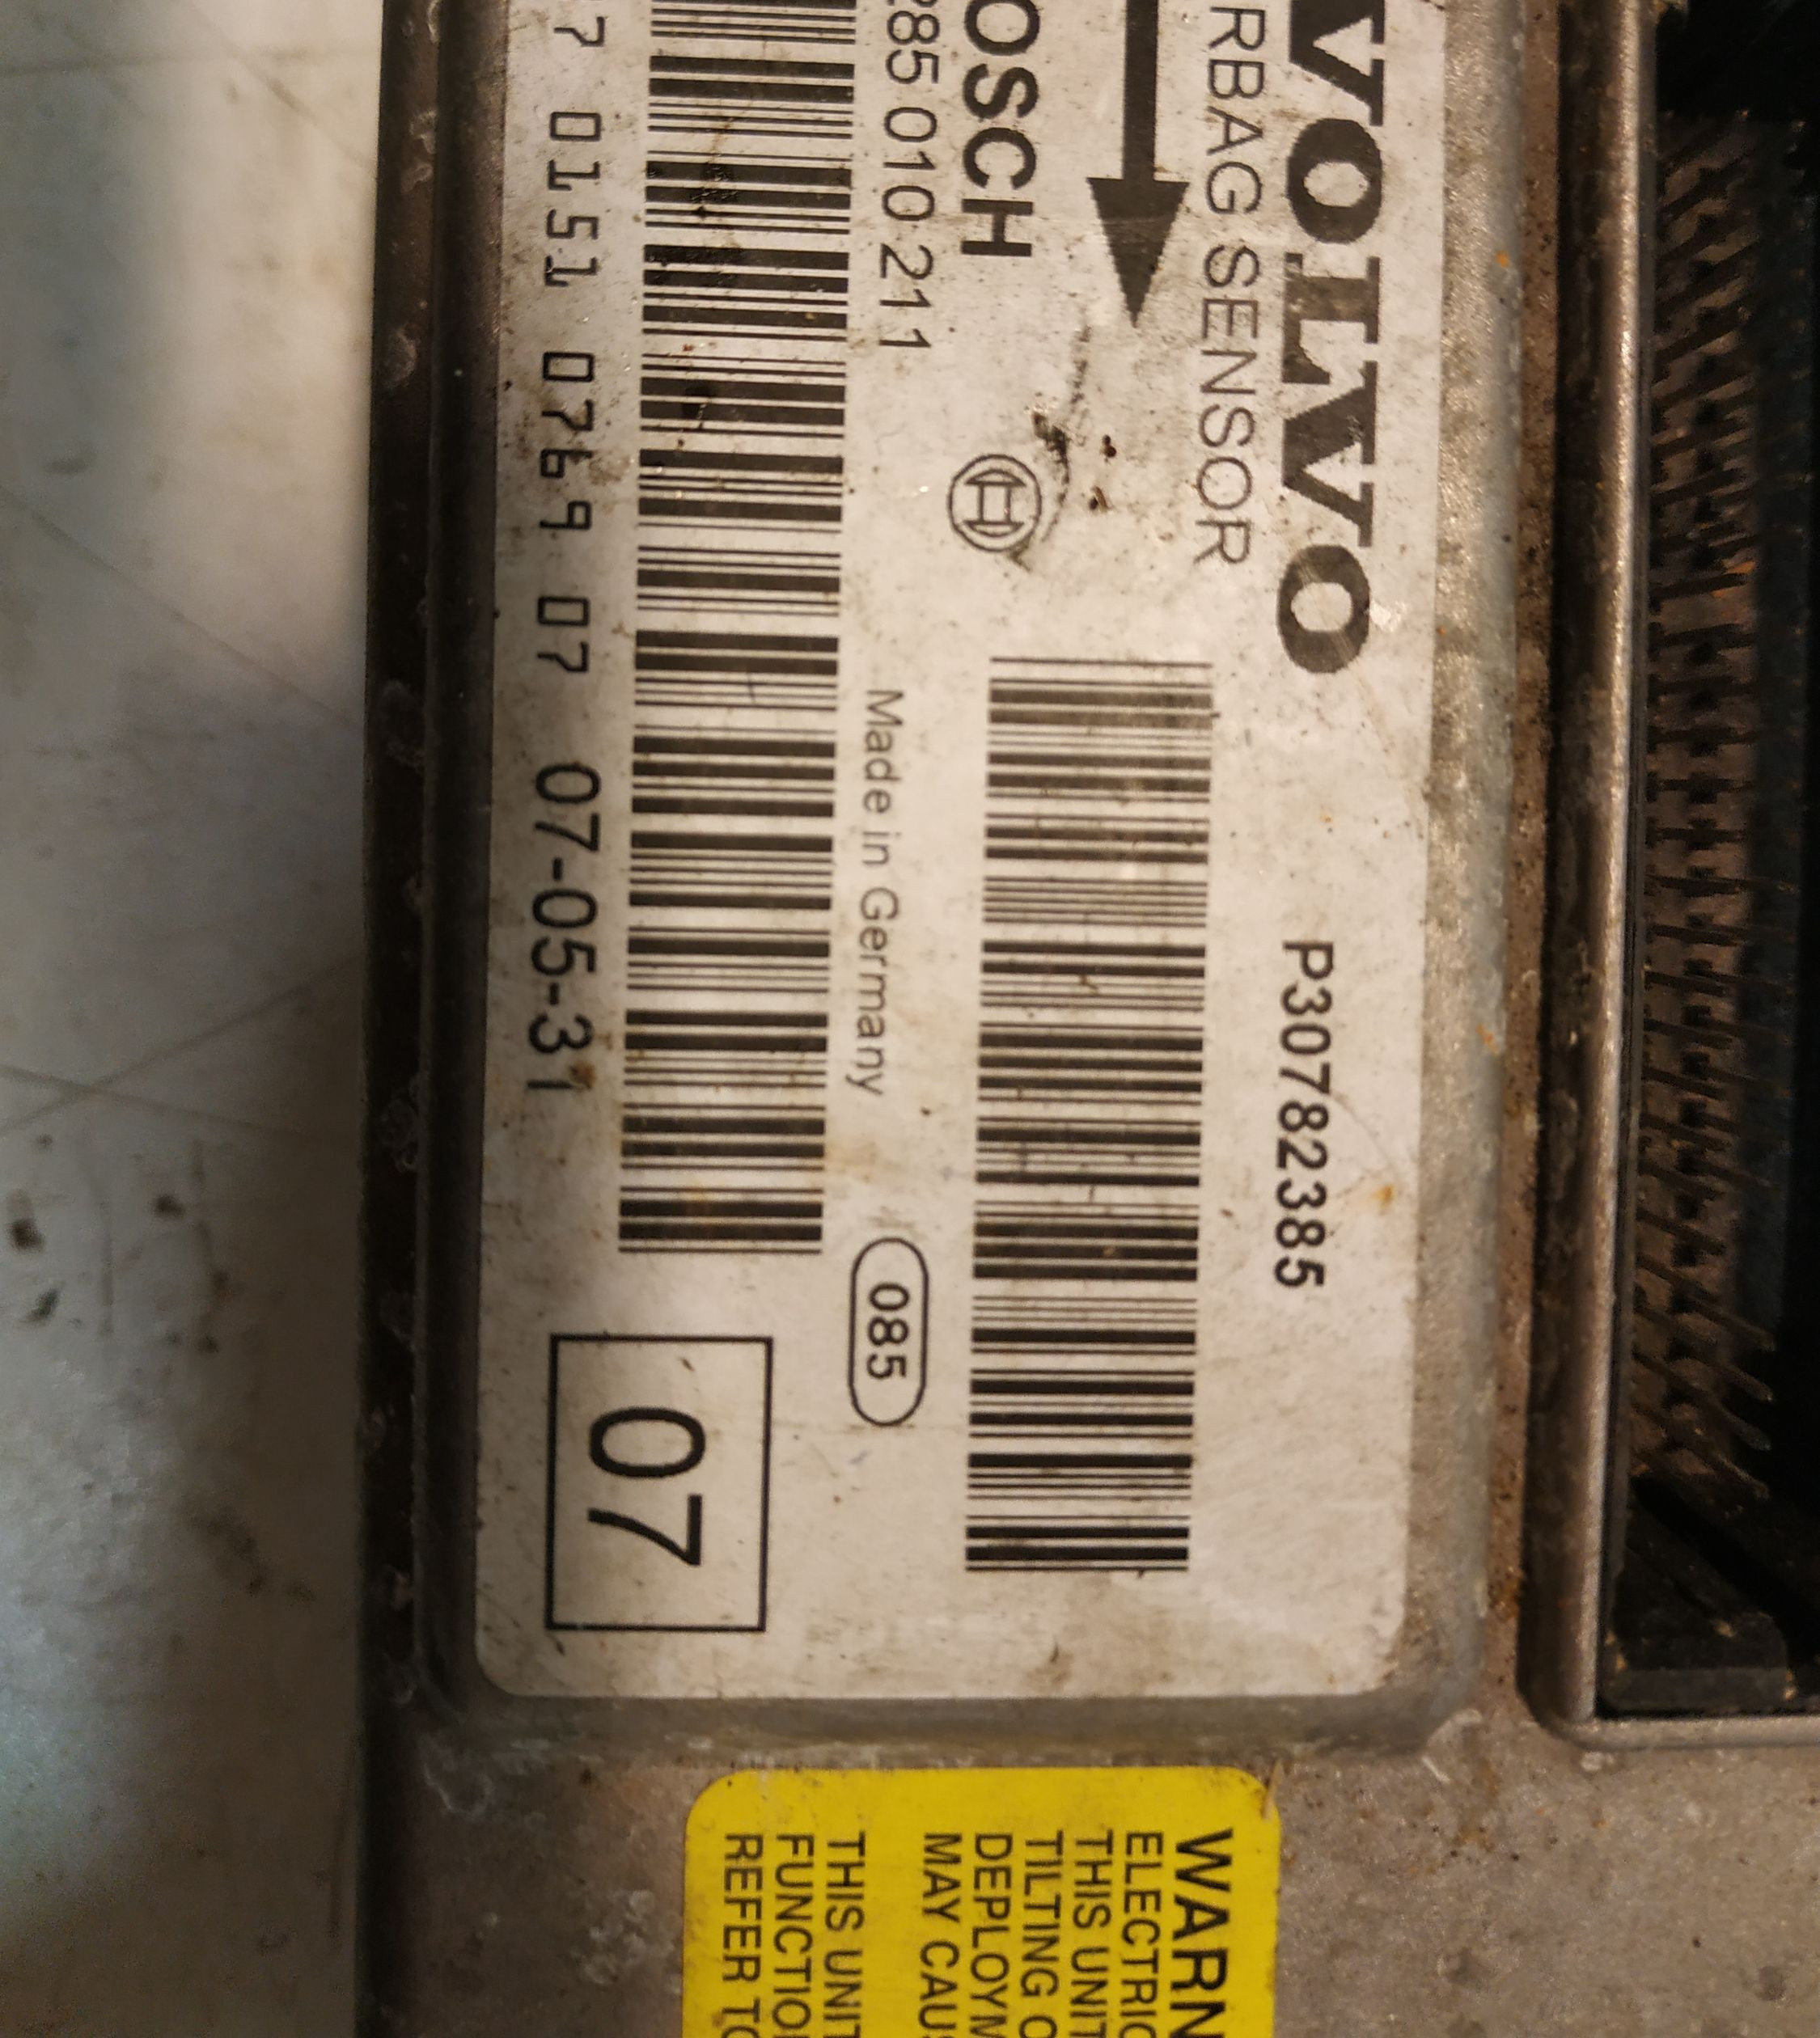 VOLVO
RBAG SENSOR
P30782385
OSCH
285 010 211
Made in Germany
085
7 0151 0769 07 07-05-31
07
WARN
ELECTRIC
THIS UNIT
TILTING O
DEPLOYM
MAY CAUS
THIS UNIT
FUNCTION
REFER TO